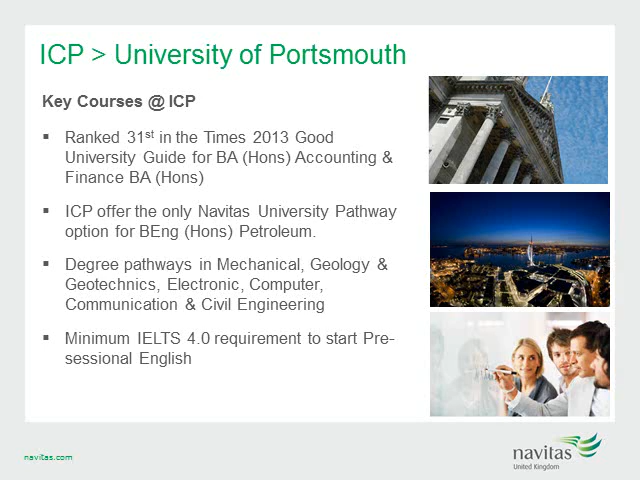 ICP > University of Portsmouth
Key Courses @ ICP
▪ Ranked 31st in the Times 2013 Good
University Guide for BA (Hons) Accounting &
Finance BA (Hons)
▪ ICP offer the only Navitas University Pathway
option for BEng (Hons) Petroleum.
▪ Degree pathways in Mechanical, Geology &
Geotechnics, Electronic, Computer,
Communication & Civil Engineering
▪ Minimum IELTS 4.0 requirement to start Pre-
sessional English
navitas.com
navitas
United Kingdom